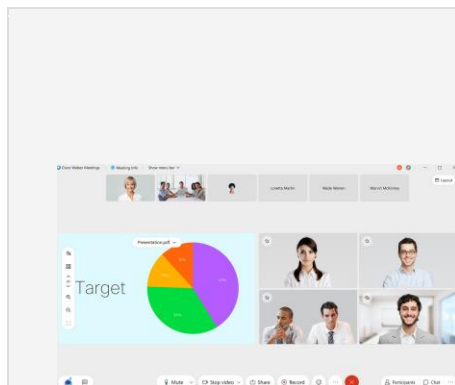 Cisco Webex Meetings Meeting info Show menu bar
Layout
Loretta Martin Wade Warren Marvin McKinney
Presentation.pdf
Target
Mute Stop video Share Record Participants Chat